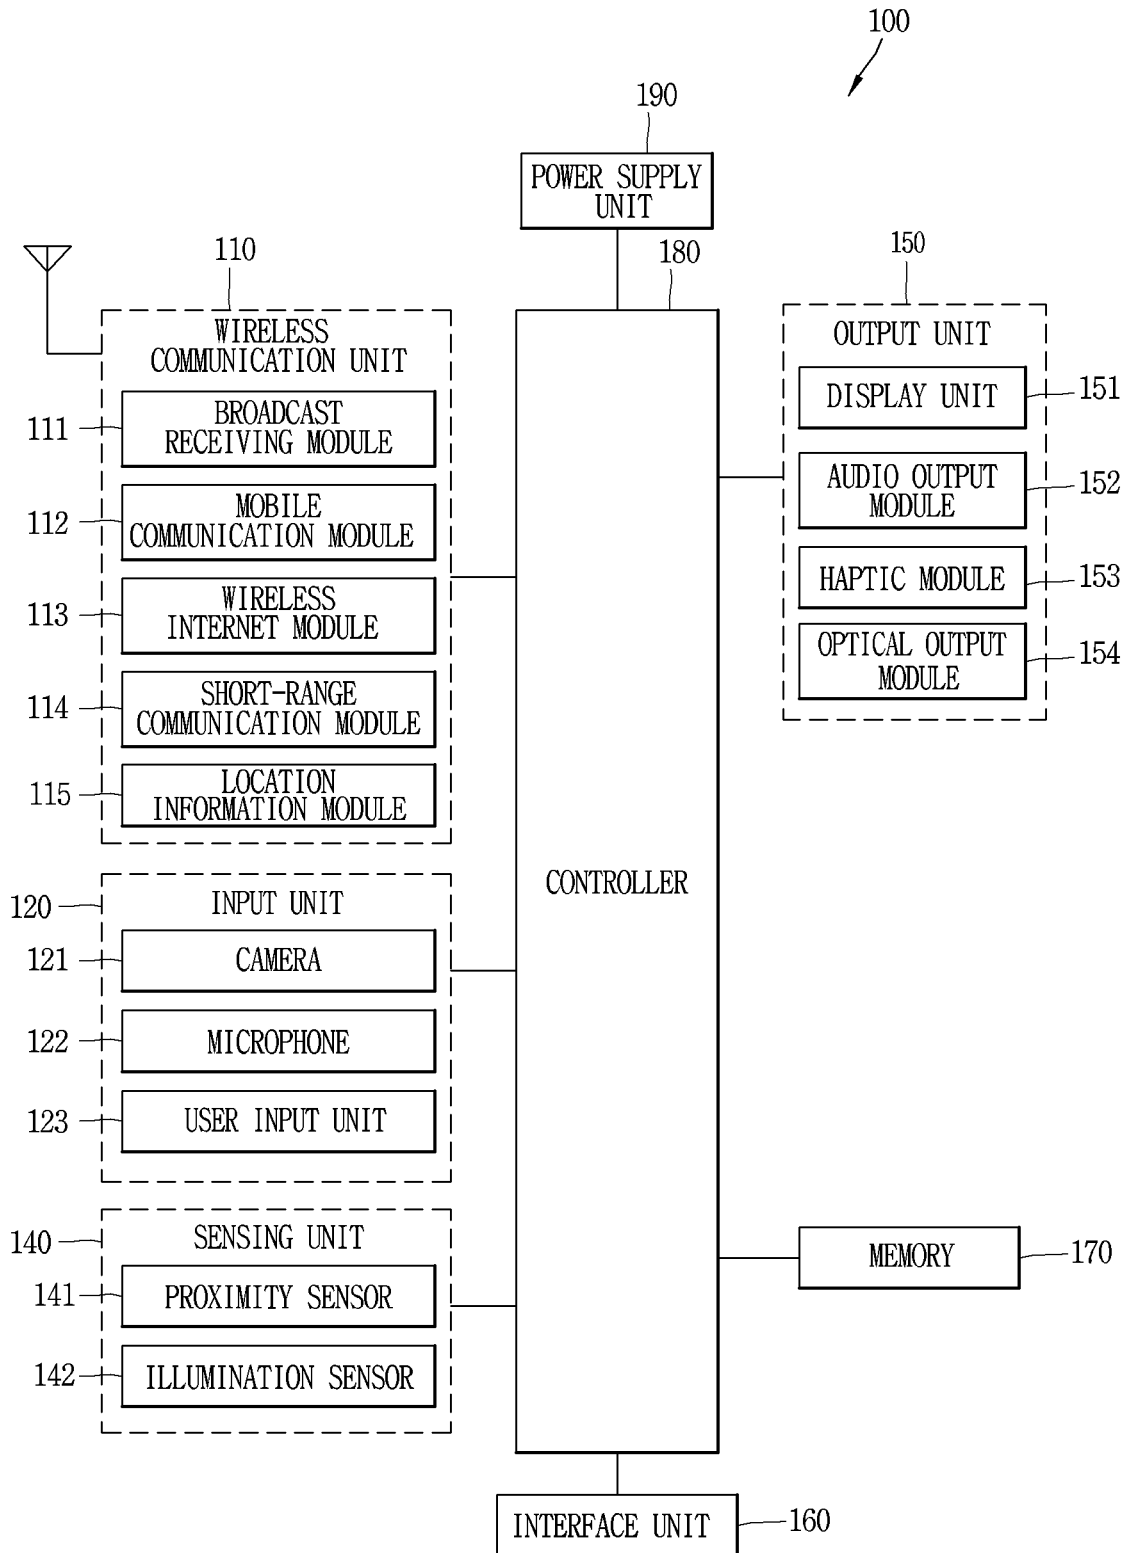 100
190
POWER SUPPLY
UNIT
110
180
150
WIRELESS
COMMUNICATION UNIT
OUTPUT UNIT
111
BROADCAST
RECEIVING MODULE
DISPLAY UNIT
151
112
MOBILE
COMMUNICATION MODULE
AUDIO OUTPUT
MODULE
152
113
WIRELESS
INTERNET MODULE
HAPTIC MODULE
153
114
SHORT-RANGE
COMMUNICATION MODULE
OPTICAL OUTPUT
MODULE
154
115
LOCATION
INFORMATION MODULE
CONTROLLER
120
INPUT UNIT
121
CAMERA
122
MICROPHONE
123
USER INPUT UNIT
140
SENSING UNIT
141
PROXIMITY SENSOR
142
ILLUMINATION SENSOR
MEMORY
170
INTERFACE UNIT
160